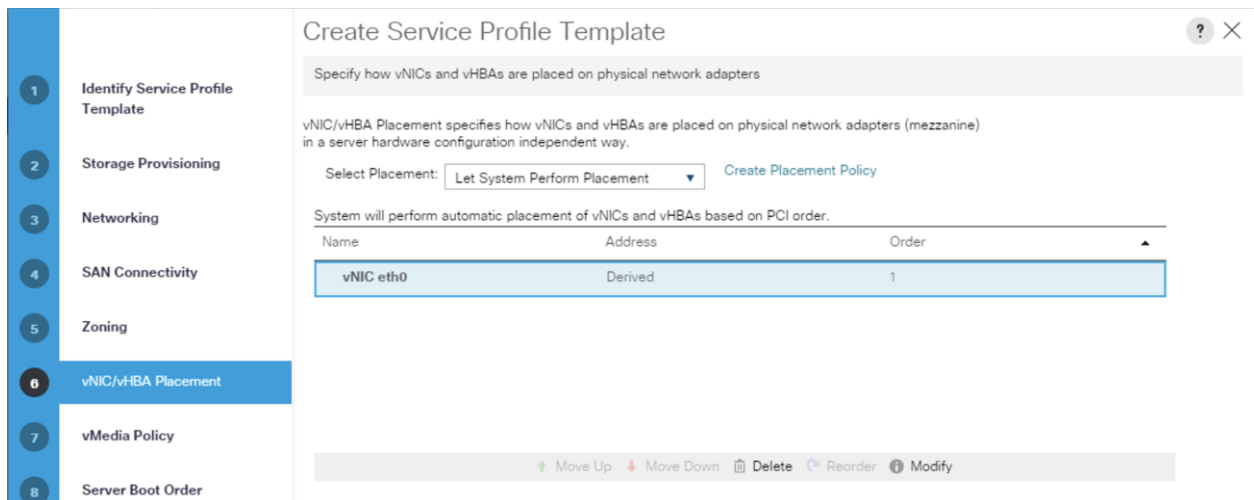 Create Service Profile Template
?
Specify how vNICs and vHBAs are placed on physical network adapters
1 Identify Service Profile
Template
2 Storage Provisioning
3 Networking
4 SAN Connectivity
5 Zoning
6 vNIC/vHBA Placement
7 vMedia Policy
8 Server Boot Order
vNIC/vHBA Placement specifies how vNICs and vHBAs are placed on physical network adapters (mezzanine)
in a server hardware configuration independent way.
Select Placement: Let System Perform Placement Create Placement Policy
System will perform automatic placement of vNICs and vHBAs based on PCI order.
Name Address Order
vNIC eth0 Derived 1
Move Up Move Down Delete Reorder Modify